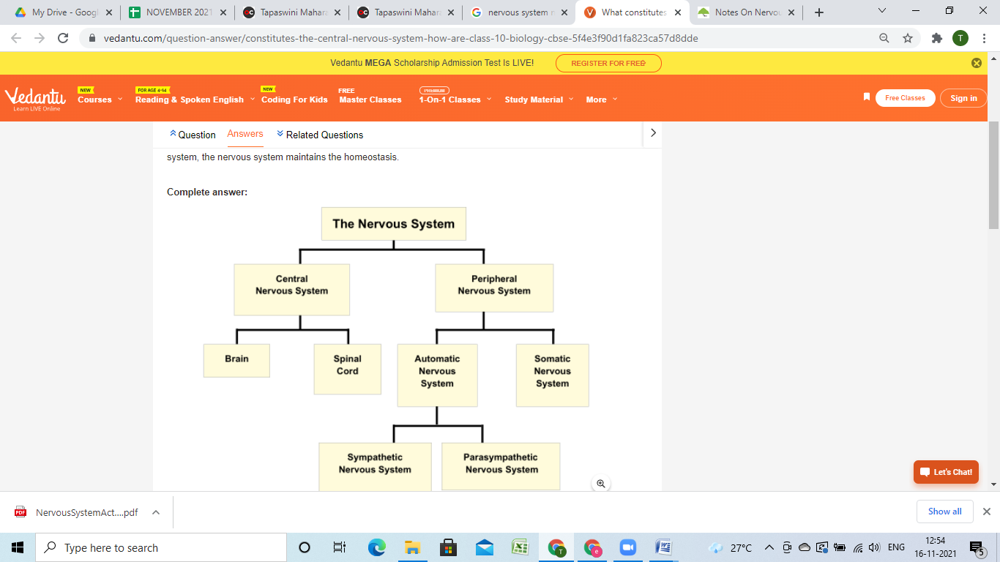 My Drive - Googl
NOVEMBER 2021
Tapaswini Mahara
Tapaswini Mahara
nervous system n
What constitutes
Notes On Nervou
vedantu.com/question-answer/constitutes-the-central-nervous-system-how-are-class-10-biology-cbse-5f4e3f90d1fa823ca57d8dde
T
Vedantu MEGA Scholarship Admission Test Is LIVE!
REGISTER FOR FREE
Vedantu
Learn LIVE Online
NEW
Courses
FOR AGE 4-14
Reading & Spoken English
NEW
Coding For Kids
FREE
Master Classes
PREMIUM
1-On-1 Classes
Study Material
More
Free Classes
Sign in
Question
Answers
Related Questions
system, the nervous system maintains the homeostasis.
Complete answer:
The Nervous System
Central
Nervous System
Peripheral
Nervous System
Brain
Spinal
Cord
Automatic
Nervous
System
Somatic
Nervous
System
Sympathetic
Nervous System
Parasympathetic
Nervous System
Let's Chat!
PDF
NervousSystemAct....pdf
Show all
Type here to search
T
e
27°C
ENG
12:54
16-11-2021
5